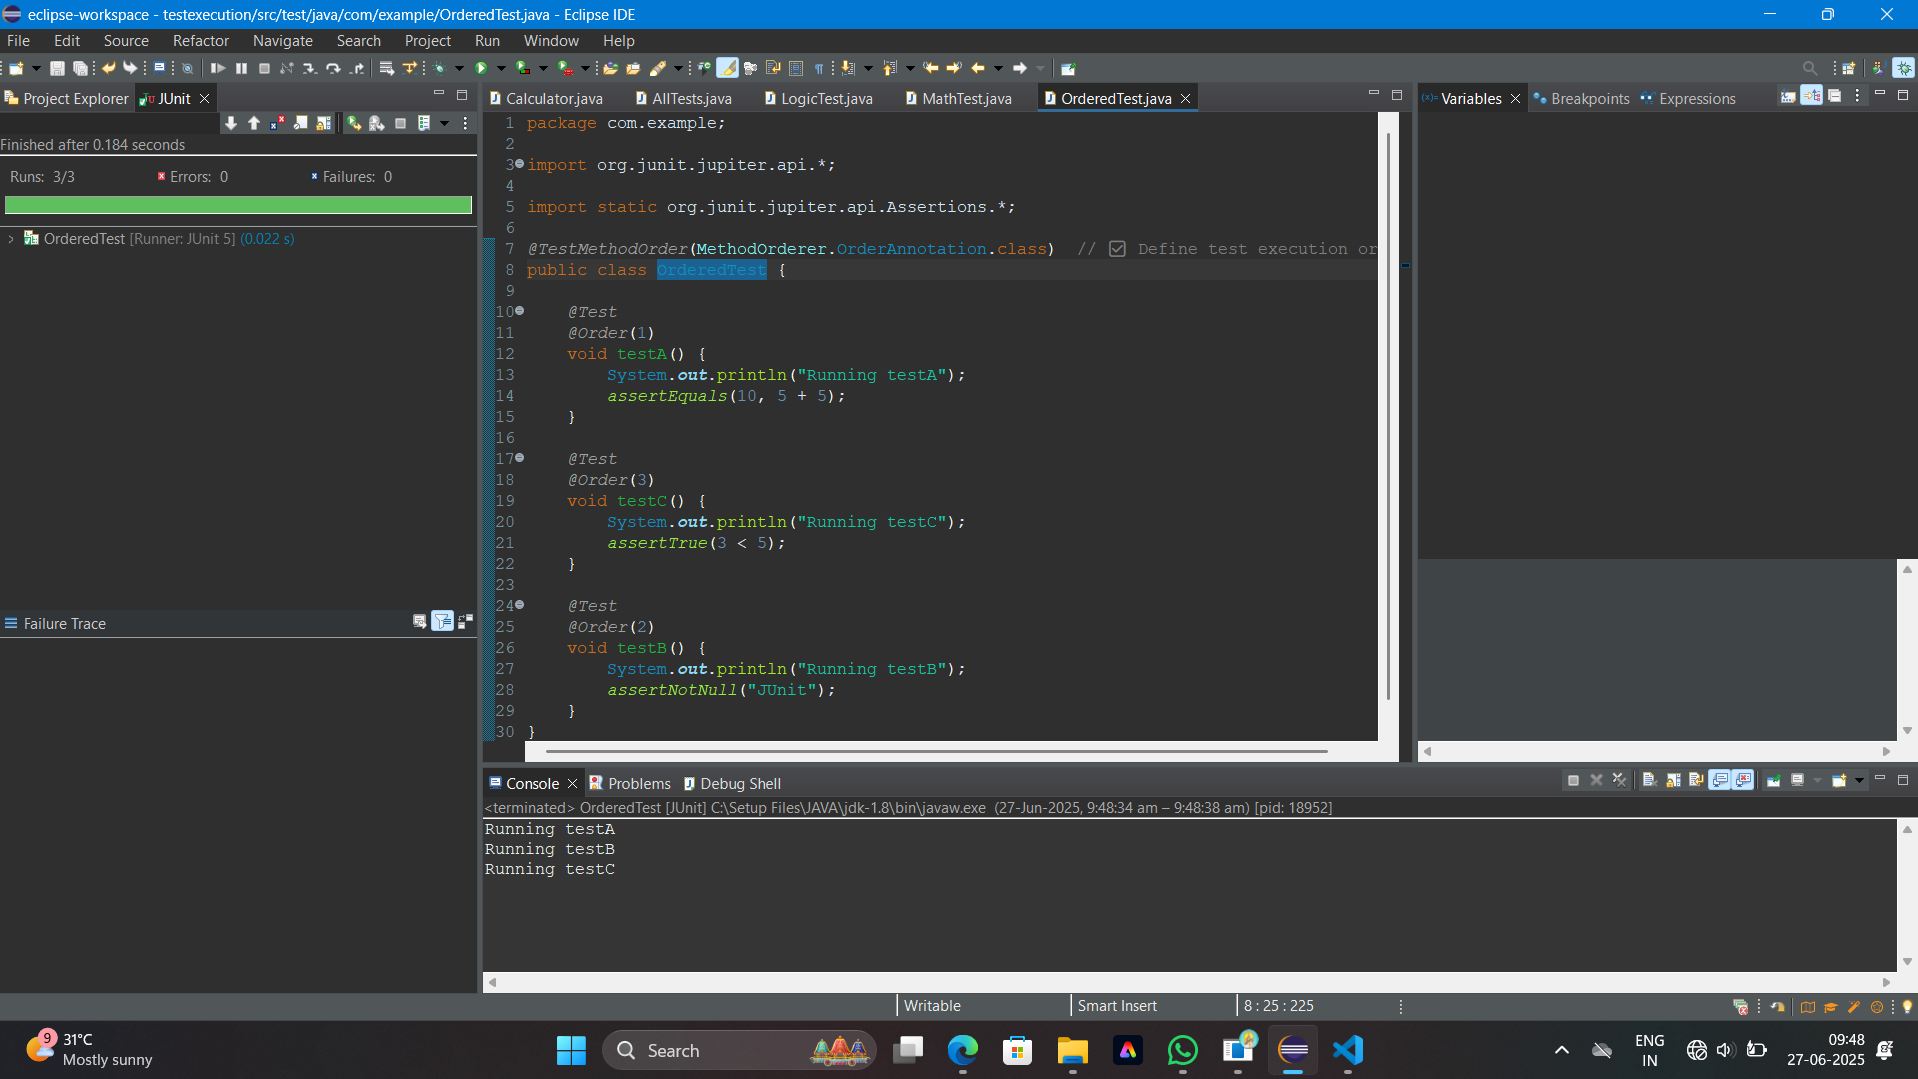 eclipse-workspace - testexecution/src/test/java/com/example/OrderedTest.java - Eclipse IDE
File Edit Source Refactor Navigate Search Project Run Window Help
Project Explorer JUnit
Finished after 0.184 seconds
Runs: 3/3 Errors: 0 Failures: 0
OrderedTest [Runner: JUnit 5] (0.022 s)
Failure Trace
Calculator.java AllTests.java LogicTest.java MathTest.java OrderedTest.java
1 package com.example;
2
3 import org.junit.jupiter.api.*;
4
5 import static org.junit.jupiter.api.Assertions.*;
6
7 @TestMethodOrder(MethodOrderer.OrderAnnotation.class) // ☑ Define test execution or
8 public class OrderedTest {
9
10 @Test
11 @Order(1)
12 void testA() {
13 System.out.println("Running testA");
14 assertEquals(10, 5 + 5);
15 }
16
17 @Test
18 @Order(3)
19 void testC() {
20 System.out.println("Running testC");
21 assertTrue(3 < 5);
22 }
23
24 @Test
25 @Order(2)
26 void testB() {
27 System.out.println("Running testB");
28 assertNotNull("JUnit");
29 }
30 }
(x)= Variables Breakpoints Expressions
Console Problems Debug Shell
<terminated> OrderedTest [JUnit] C:\Setup Files\JAVA\jdk-1.8\bin\javaw.exe (27-Jun-2025, 9:48:34 am – 9:48:38 am) [pid: 18952]
Running testA
Running testB
Running testC
Writable Smart Insert 8 : 25 : 225
9
31°C
Mostly sunny
Search
ENG
IN
09:48
27-06-2025